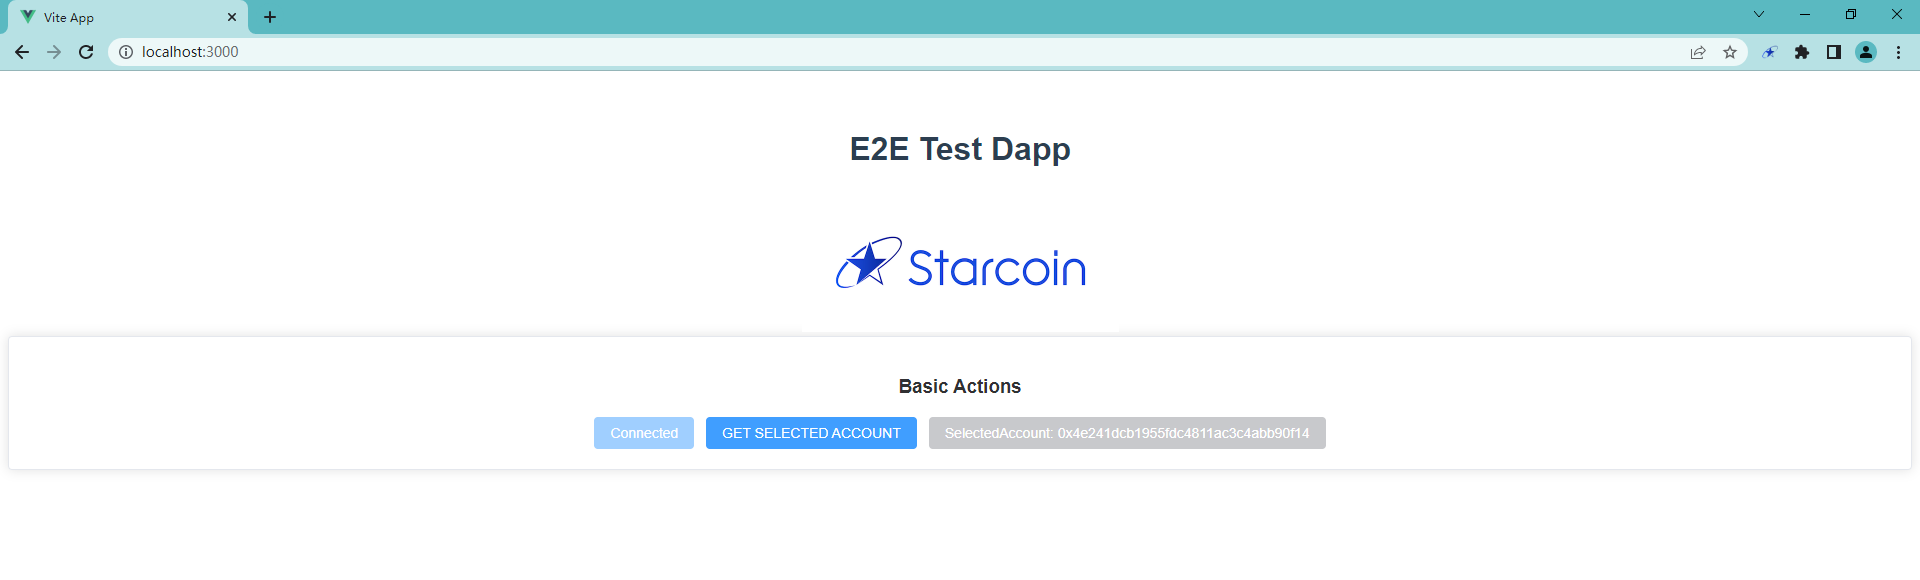 Vite App
localhost:3000
E2E Test Dapp
Starcoin
Basic Actions
Connected GET SELECTED ACCOUNT SelectedAccount: 0x4e241dcb1955fdc4811ac3c4abb90f14